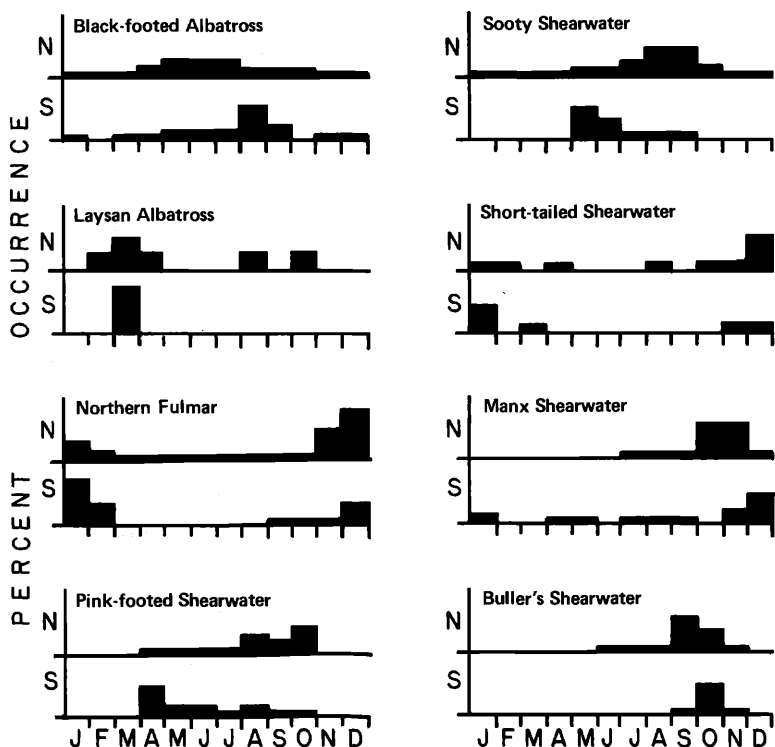 PERCENT OCCURRENCE
Black-footed Albatross
N
S
Laysan Albatross
N
S
Northern Fulmar
N
S
Pink-footed Shearwater
N
S
J F M A M J J A S O N D
Sooty Shearwater
N
S
Short-tailed Shearwater
N
S
Manx Shearwater
N
S
Buller's Shearwater
N
S
J F M A M J J A S O N D